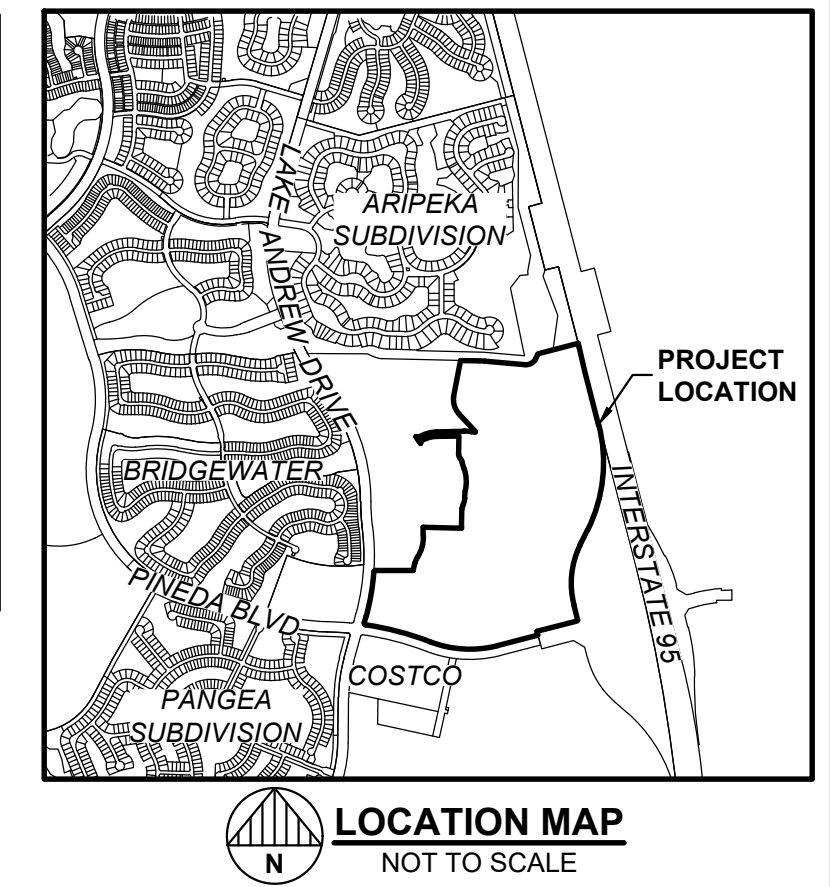 LAKE ANDREW DRIVE
ARIPEKA
SUBDIVISION
PROJECT
LOCATION
BRIDGEWATER
INTERSTATE 95
PINEDA BLVD
COSTCO
PANGEA
SUBDIVISION
N
LOCATION MAP
NOT TO SCALE